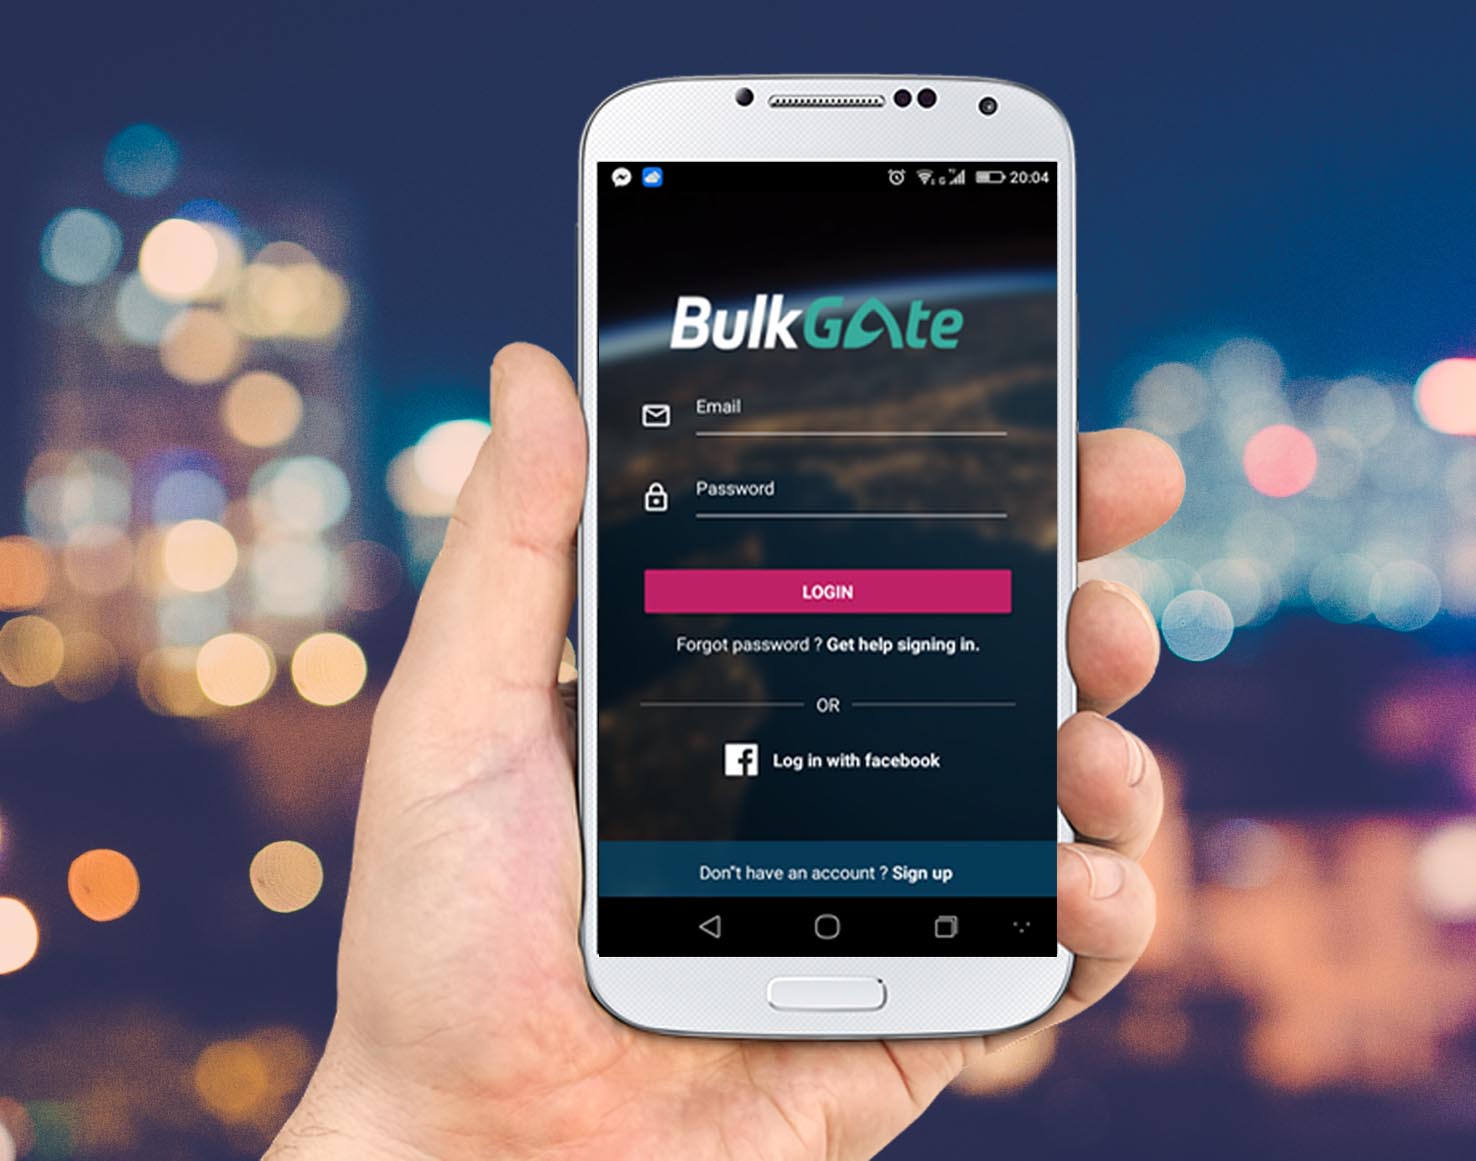 20:04
BulkGate
Email
Password
LOGIN
Forgot password ? Get help signing in.
OR
Log in with facebook
Don"t have an account ? Sign up